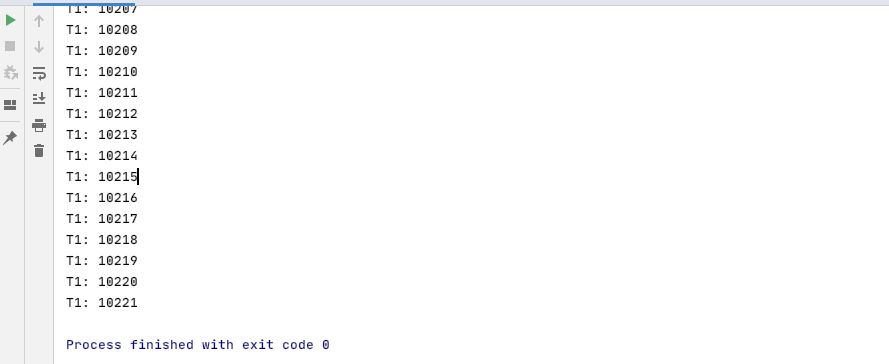 T1: 10207
T1: 10208
T1: 10209
T1: 10210
T1: 10211
T1: 10212
T1: 10213
T1: 10214
T1: 10215
T1: 10216
T1: 10217
T1: 10218
T1: 10219
T1: 10220
T1: 10221
Process finished with exit code 0